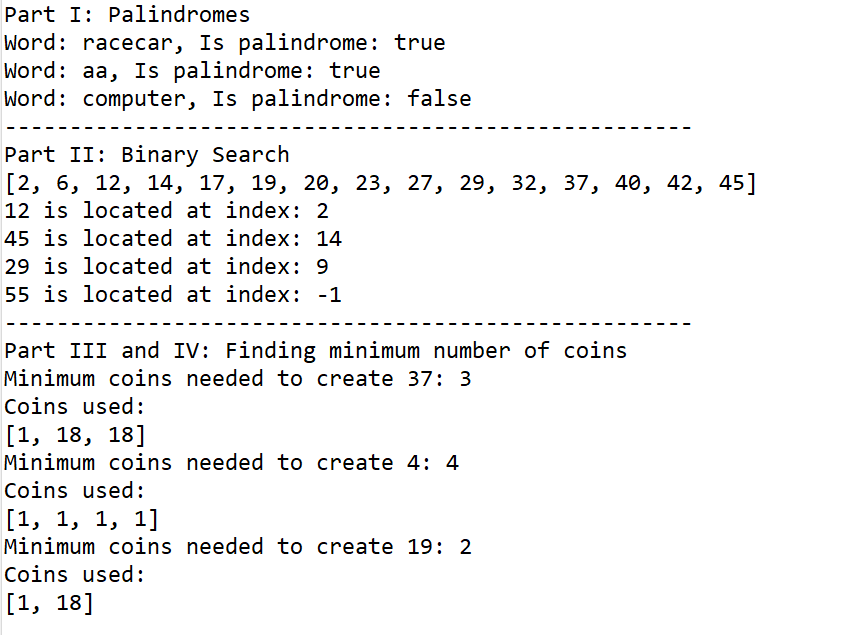 Part I: Palindromes
Word: racecar, Is palindrome: true
Word: aa, Is palindrome: true
Word: computer, Is palindrome: false
-----------------------------------------------------
Part II: Binary Search
[2, 6, 12, 14, 17, 19, 20, 23, 27, 29, 32, 37, 40, 42, 45]
12 is located at index: 2
45 is located at index: 14
29 is located at index: 9
55 is located at index: -1
-----------------------------------------------------
Part III and IV: Finding minimum number of coins
Minimum coins needed to create 37: 3
Coins used:
[1, 18, 18]
Minimum coins needed to create 4: 4
Coins used:
[1, 1, 1, 1]
Minimum coins needed to create 19: 2
Coins used:
[1, 18]